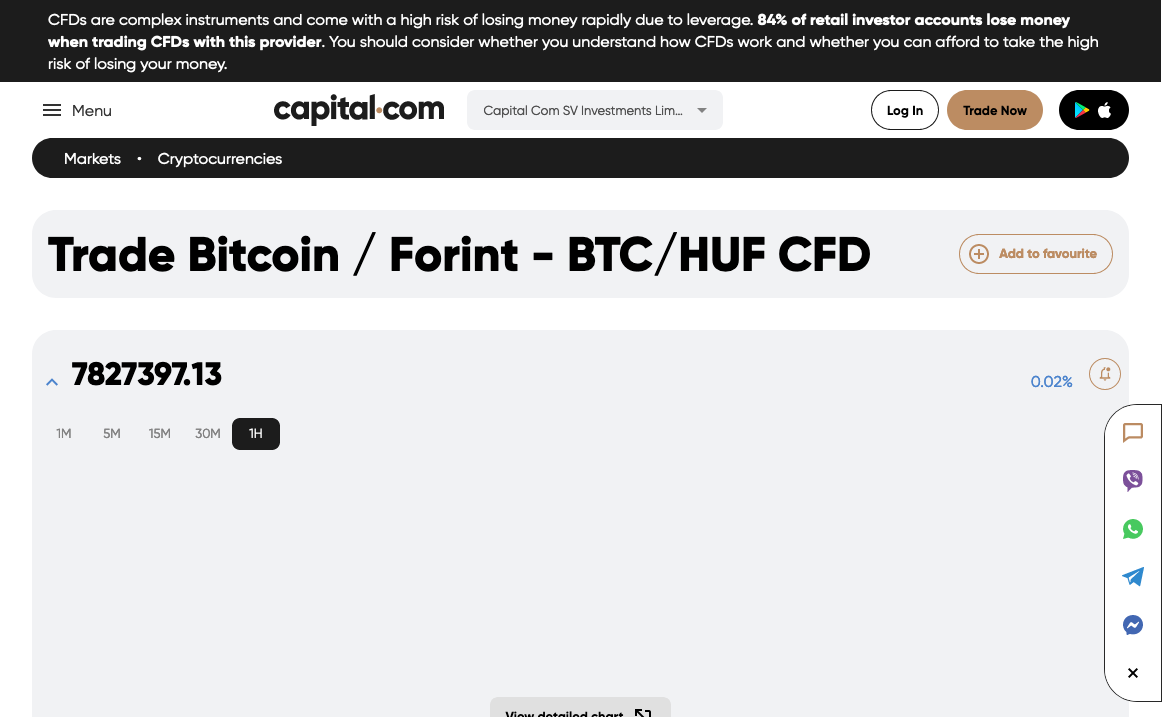 CFDs are complex instruments and come with a high risk of losing money rapidly due to leverage. 84% of retail investor accounts lose money
when trading CFDs with this provider. You should consider whether you understand how CFDs work and whether you can afford to take the high
risk of losing your money.
Menu
capital.com
Capital Com SV Investments Lim...
Log In
Trade Now
Markets • Cryptocurrencies
Trade Bitcoin / Forint - BTC/HUF CFD
Add to favourite
7827397.13
0.02%
1M 5M 15M 30M 1H
View detailed chart